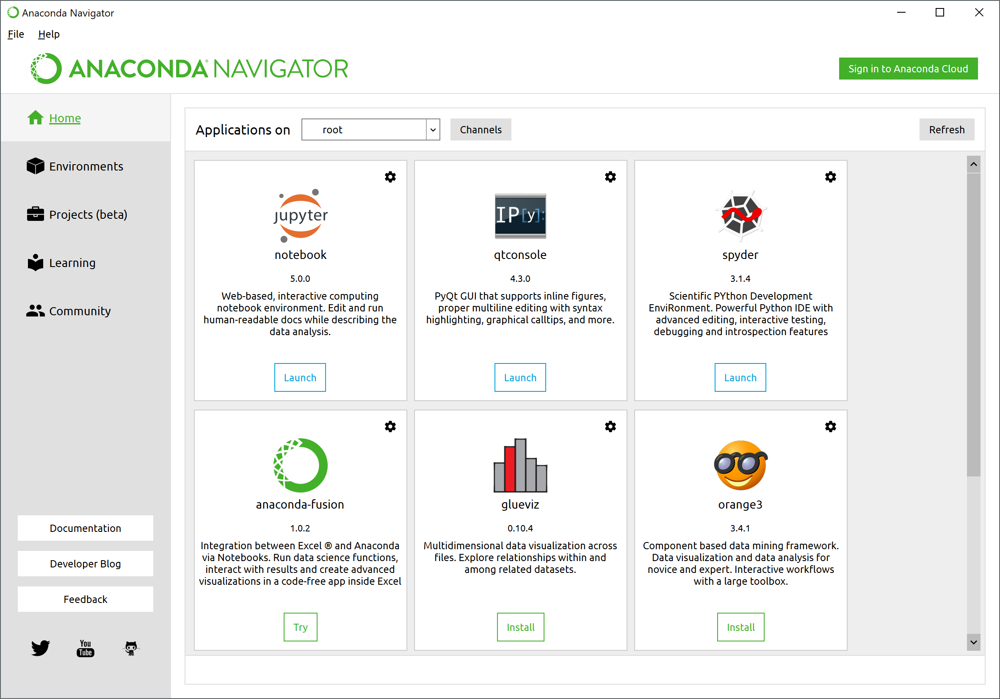 Anaconda Navigator
File Help
ANACONDA® NAVIGATOR
Sign in to Anaconda Cloud
Home
Environments
Projects (beta)
Learning
Community
Documentation
Developer Blog
Feedback
You
Tube
Applications on root Channels Refresh
jupyter
notebook
5.0.0
Web-based, interactive computing
notebook environment. Edit and run
human-readable docs while describing the
data analysis.
Launch
IP[y]:
qtconsole
4.3.0
PyQt GUI that supports inline figures,
proper multiline editing with syntax
highlighting, graphical calltips, and more.
Launch
spyder
3.1.4
Scientific PYthon Development
EnviRonment. Powerful Python IDE with
advanced editing, interactive testing,
debugging and introspection features
Launch
anaconda-fusion
1.0.2
Integration between Excel ® and Anaconda
via Notebooks. Run data science functions,
interact with results and create advanced
visualizations in a code-free app inside Excel
Try
glueviz
0.10.4
Multidimensional data visualization across
files. Explore relationships within and
among related datasets.
Install
orange3
3.4.1
Component based data mining framework.
Data visualization and data analysis for
novice and expert. Interactive workflows
with a large toolbox.
Install